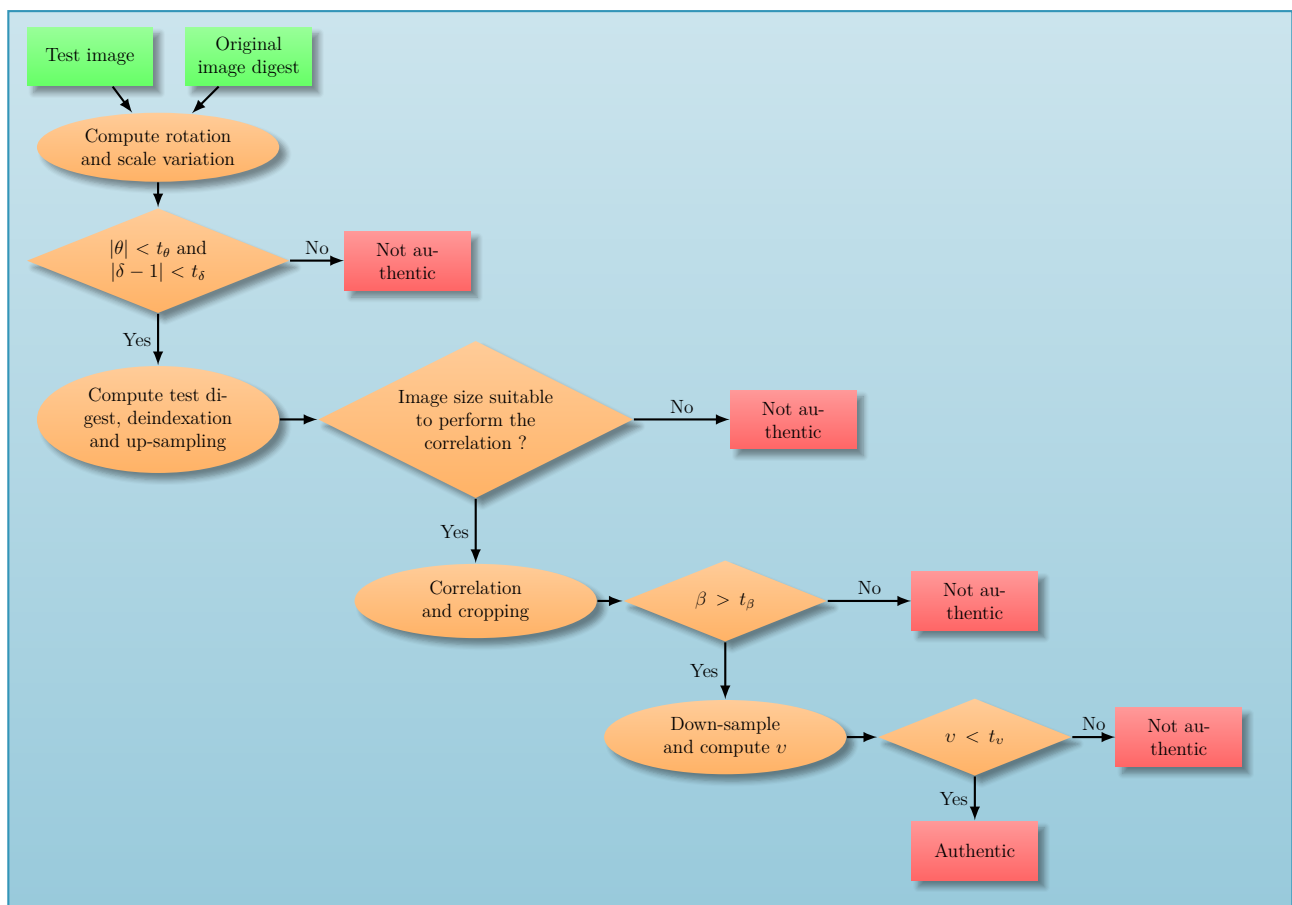 Test image
Original
image digest
Compute rotation
and scale variation
|θ| < t_θ and
|δ − 1| < t_δ
No
Not au-
thentic
Yes
Compute test di-
gest, deindexation
and up-sampling
Image size suitable
to perform the
correlation ?
No
Not au-
thentic
Yes
Correlation
and cropping
β > t_β
No
Not au-
thentic
Yes
Down-sample
and compute υ
υ < t_υ
No
Not au-
thentic
Yes
Authentic